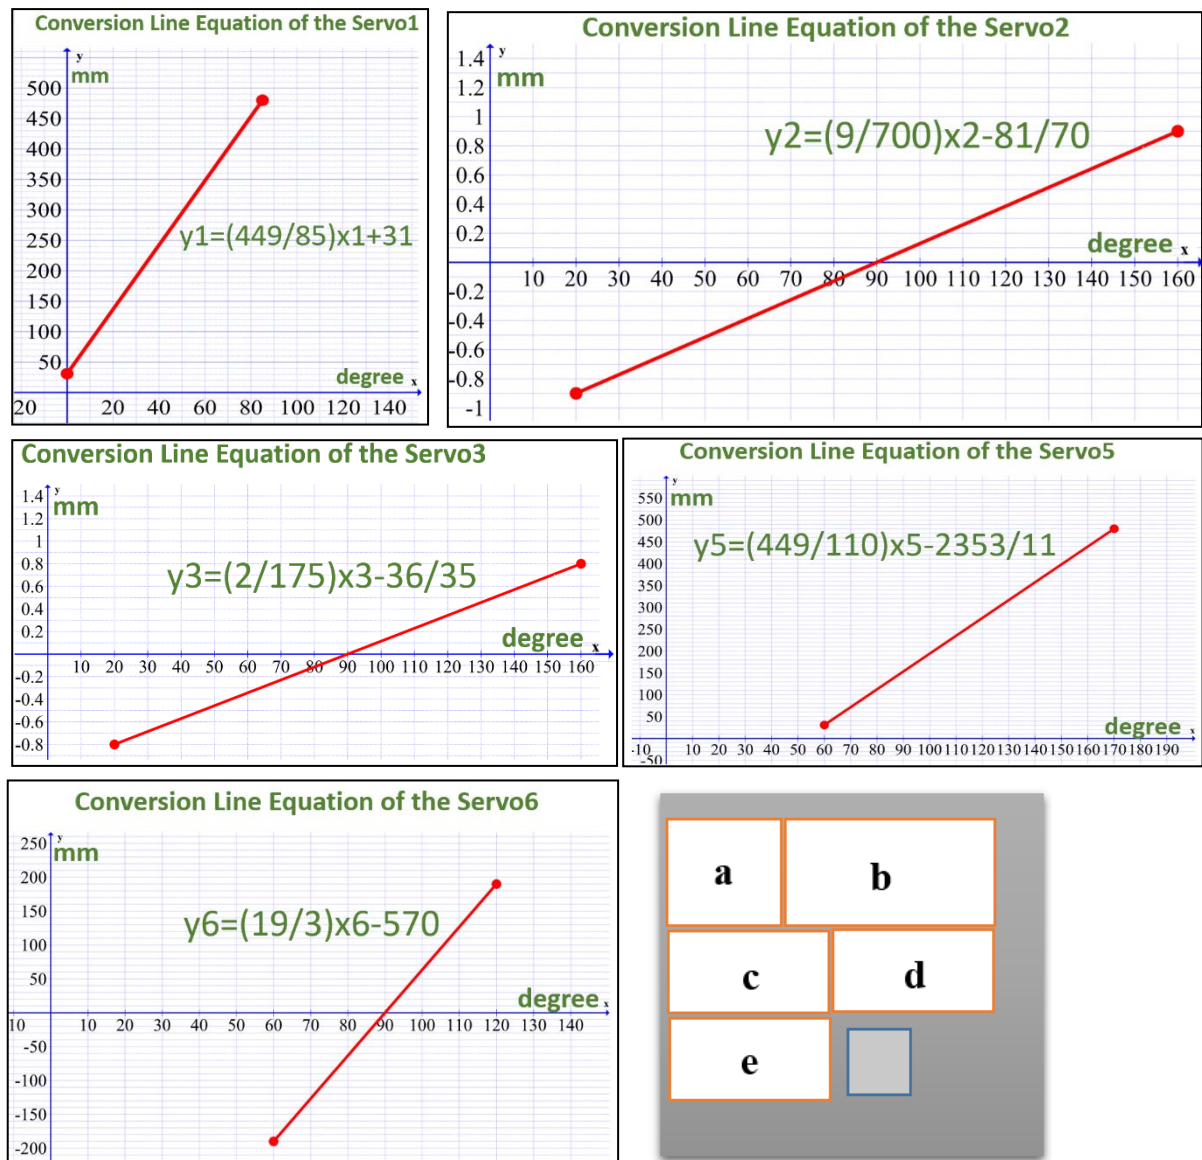 Conversion Line Equation of the Servo1
y
mm
500
450
400
350
300
250
200
150
100
50
y1=(449/85)x1+31
degree x
20 20 40 60 80 100 120 140
Conversion Line Equation of the Servo2
y
mm
1.4
1.2
1
0.8
0.6
0.4
0.2
-0.2
-0.4
-0.6
-0.8
-1
y2=(9/700)x2-81/70
degree x
10 20 30 40 50 60 70 80 90 100 110 120 130 140 150 160
Conversion Line Equation of the Servo3
y
mm
1.4
1.2
1
0.8
0.6
0.4
0.2
-0.2
-0.4
-0.6
-0.8
y3=(2/175)x3-36/35
degree x
10 20 30 40 50 60 70 80 90 100 110 120 130 140 150 160
Conversion Line Equation of the Servo5
y
mm
550
500
450
400
350
300
250
200
150
100
50
-50
y5=(449/110)x5-2353/11
degree x
-10 10 20 30 40 50 60 70 80 90 100 110 120 130 140 150 160 170 180 190
Conversion Line Equation of the Servo6
y
mm
250
200
150
100
50
-50
-100
-150
-200
y6=(19/3)x6-570
degree x
10 10 20 30 40 50 60 70 80 90 100 110 120 130 140
a b
c d
e